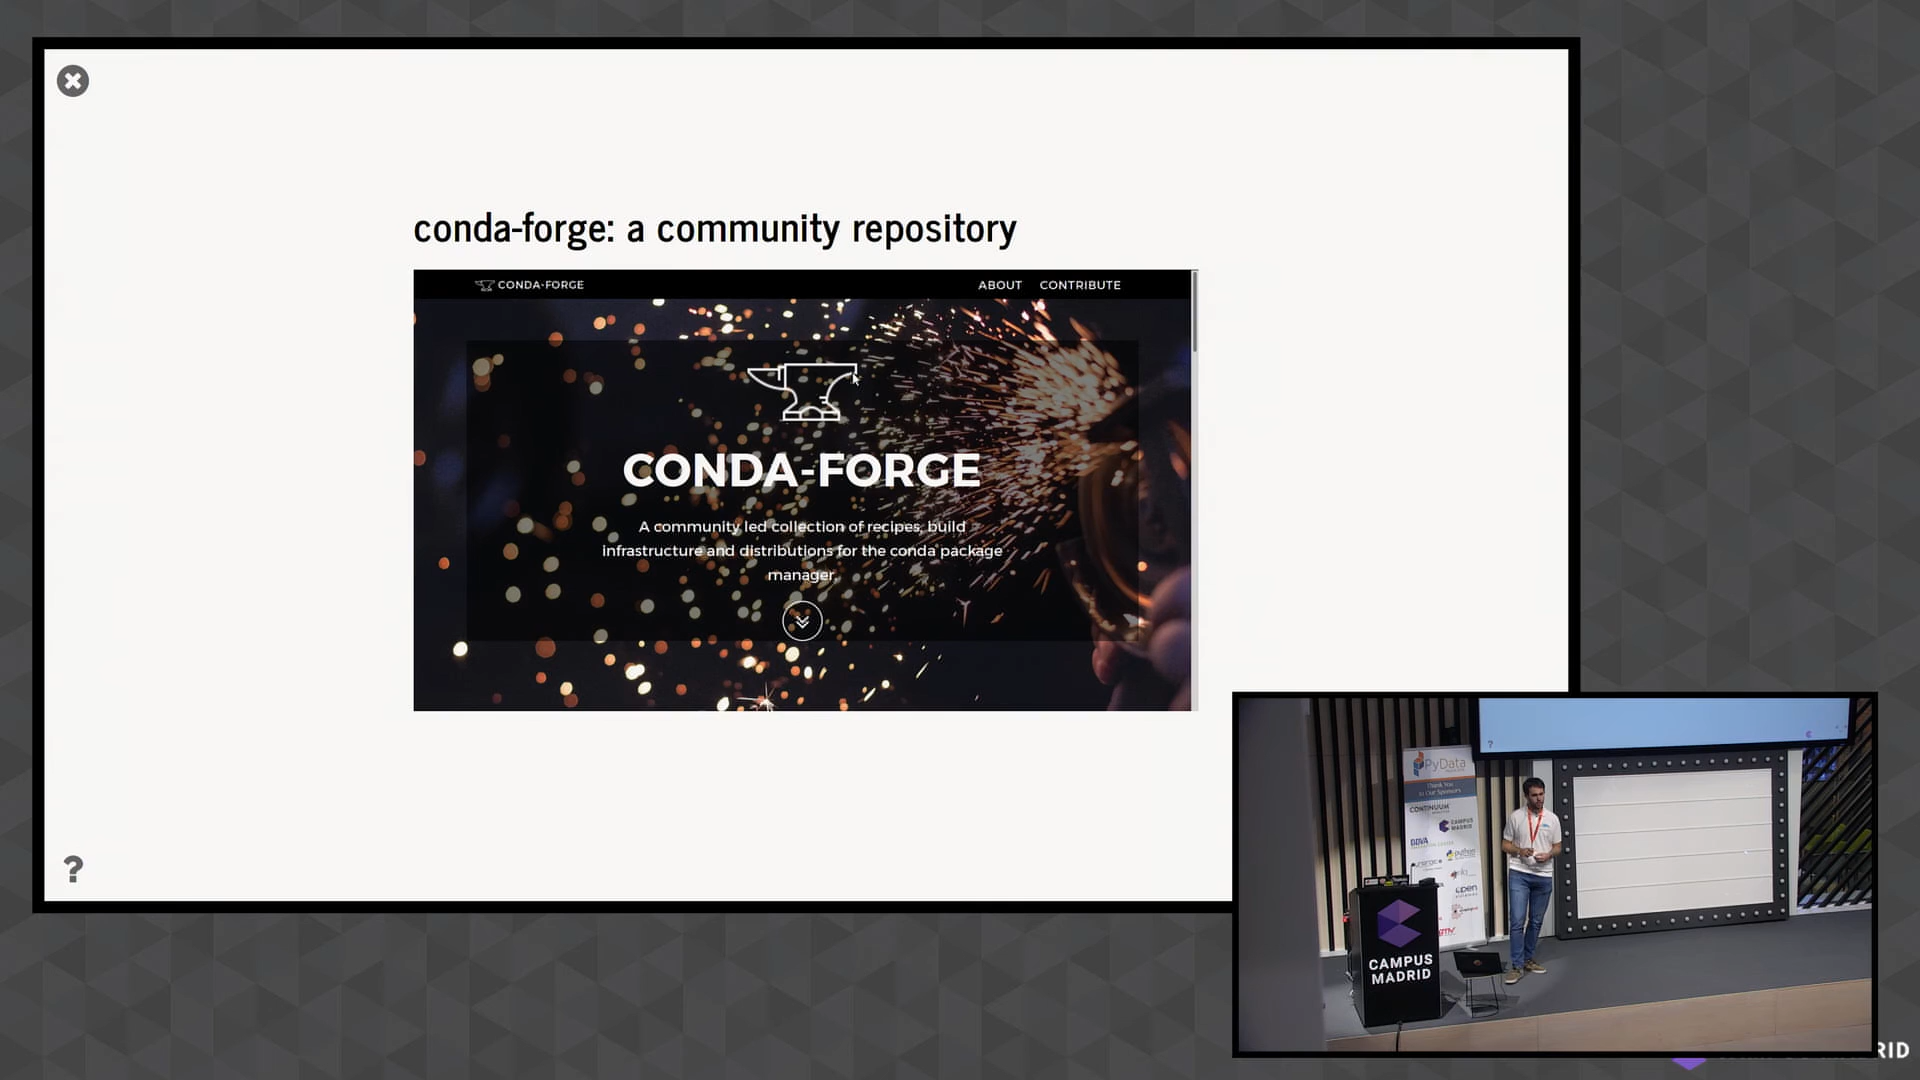 conda-forge: a community repository
CONDA-FORGE
ABOUT CONTRIBUTE
CONDA-FORGE
A community led collection of recipes, build
infrastructure and distributions for the conda package
manager.
?
?
PyData
Thank You
to Our Sponsors
CONTINUUM
CAMPUS
MADRID
BBVA
python
open
GMV
CAMPUS
MADRID
RID